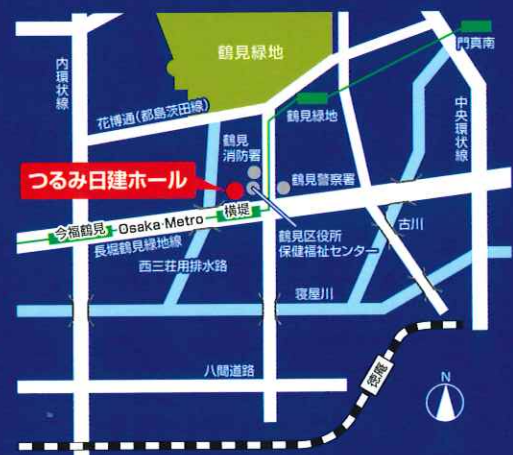 鶴見緑地
門真南
内環状線
花博通(都島茨田線)
鶴見緑地
中央環状線
鶴見
消防署
つるみ日建ホール
鶴見警察署
今福鶴見
Osaka Metro
横堤
長堀鶴見緑地線
鶴見区役所
保健福祉センター
古川
西三荘用排水路
寝屋川
八間道路
徳庵
N